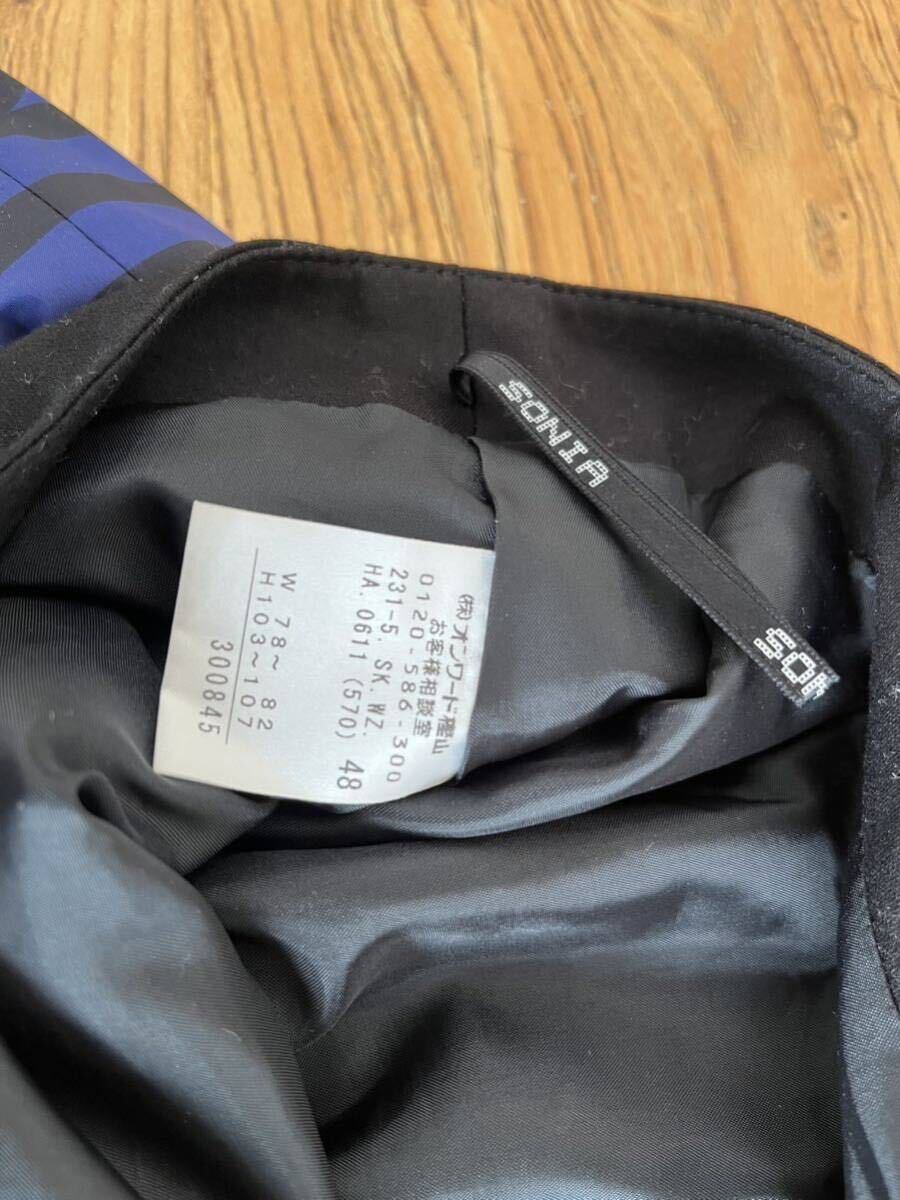 SONIA
SO
(株)オンワード樫山
お客様相談室
0120-586-300
231-5. SK. WZ.
HA. 0611 (570) 48
W 78~ 82
H103~107
300845